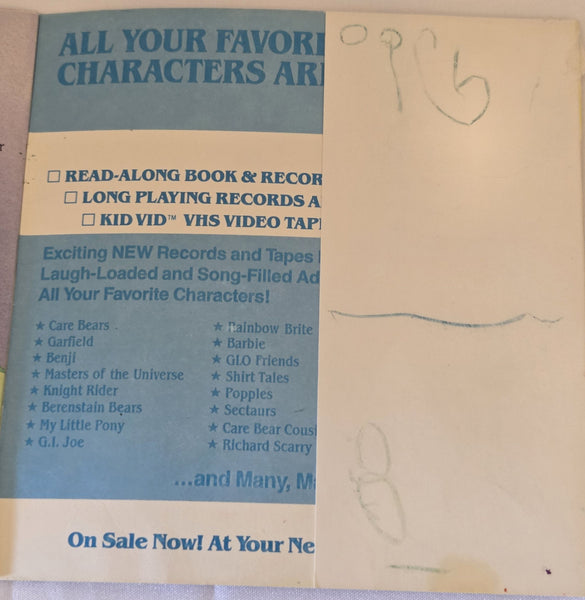 ALL YOUR FAVORI
CHARACTERS ARE
□ READ-ALONG BOOK & RECOR
□ LONG PLAYING RECORDS A
□ KID VID™ VHS VIDEO TAP
Exciting NEW Records and Tapes
Laugh-Loaded and Song-Filled Ad
All Your Favorite Characters!
★ Care Bears
★ Garfield
★ Benji
★ Masters of the Universe
★ Knight Rider
★ Berenstain Bears
★ My Little Pony
★ G.I. Joe
★ Rainbow Brite
★ Barbie
★ GLO Friends
★ Shirt Tales
★ Popples
★ Sectaurs
★ Care Bear Cousi
★ Richard Scarry
...and Many, M
On Sale Now! At Your Ne